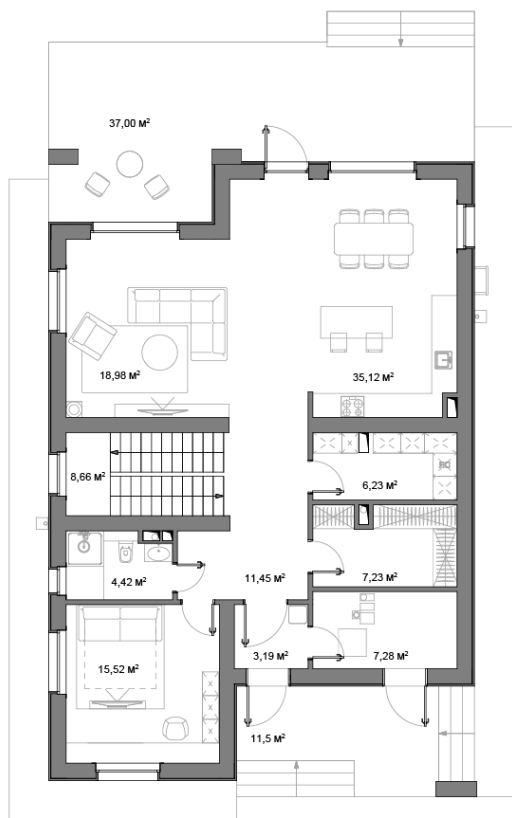 37,00 м²
18,98 м²
35,12 м²
8,66 м²
6,23 м²
4,42 м²
11,45 м²
7,23 м²
15,52 м²
3,19 м²
7,28 м²
11,5 м²